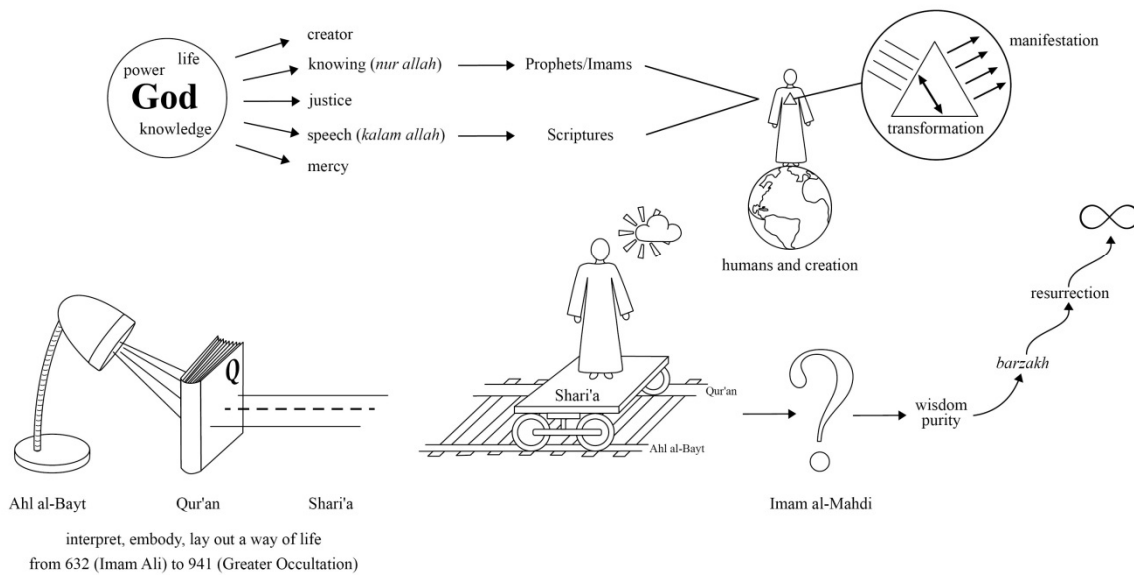 power
life
God
knowledge
creator
knowing (nur allah)
justice
speech (kalam allah)
mercy
Prophets/Imams
Scriptures
humans and creation
manifestation
transformation
Q
Ahl al-Bayt
Qur'an
Shari'a
interpret, embody, lay out a way of life
from 632 (Imam Ali) to 941 (Greater Occultation)
Shari'a
Qur'an
Ahl al-Bayt
?
Imam al-Mahdi
wisdom
purity
barzakh
resurrection
∞